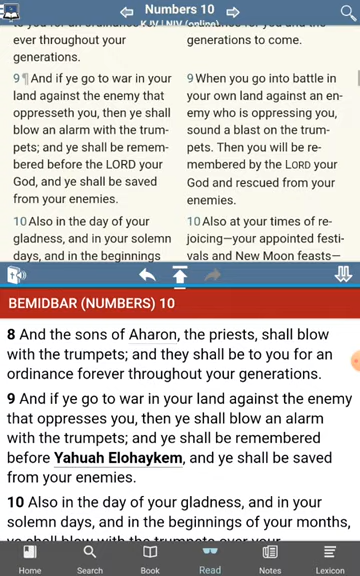 Numbers 10
KJV | NIV (online)
ever throughout your
generations.
9 ¶ And if ye go to war in your
land against the enemy that
oppresseth you, then ye shall
blow an alarm with the trum-
pets; and ye shall be remem-
bered before the LORD your
God, and ye shall be saved
from your enemies.
10 Also in the day of your
gladness, and in your solemn
days, and in the beginnings
generations to come.
9 When you go into battle in
your own land against an en-
emy who is oppressing you,
sound a blast on the trum-
pets. Then you will be re-
membered by the LORD your
God and rescued from your
enemies.
10 Also at your times of re-
joicing—your appointed festi-
vals and New Moon feasts—
BEMIDBAR (NUMBERS) 10
8 And the sons of Aharon, the priests, shall blow
with the trumpets; and they shall be to you for an
ordinance forever throughout your generations.
9 And if ye go to war in your land against the enemy
that oppresses you, then ye shall blow an alarm
with the trumpets; and ye shall be remembered
before Yahuah Elohaykem, and ye shall be saved
from your enemies.
10 Also in the day of your gladness, and in your
solemn days, and in the beginnings of your months,
ye shall blow with the trumpets over your
Home
Search
Book
Read
Notes
Lexicon